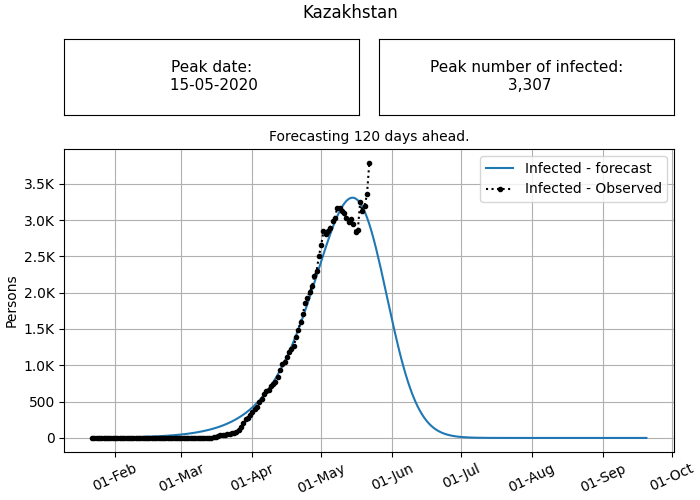 Kazakhstan
Peak date:
15-05-2020
Peak number of infected:
3,307
Forecasting 120 days ahead.
Infected - forecast
Infected - Observed
3.5K
3.0K
2.5K
2.0K
1.5K
1.0K
500
0
Persons
01-Feb
01-Mar
01-Apr
01-May
01-Jun
01-Jul
01-Aug
01-Sep
01-Oct